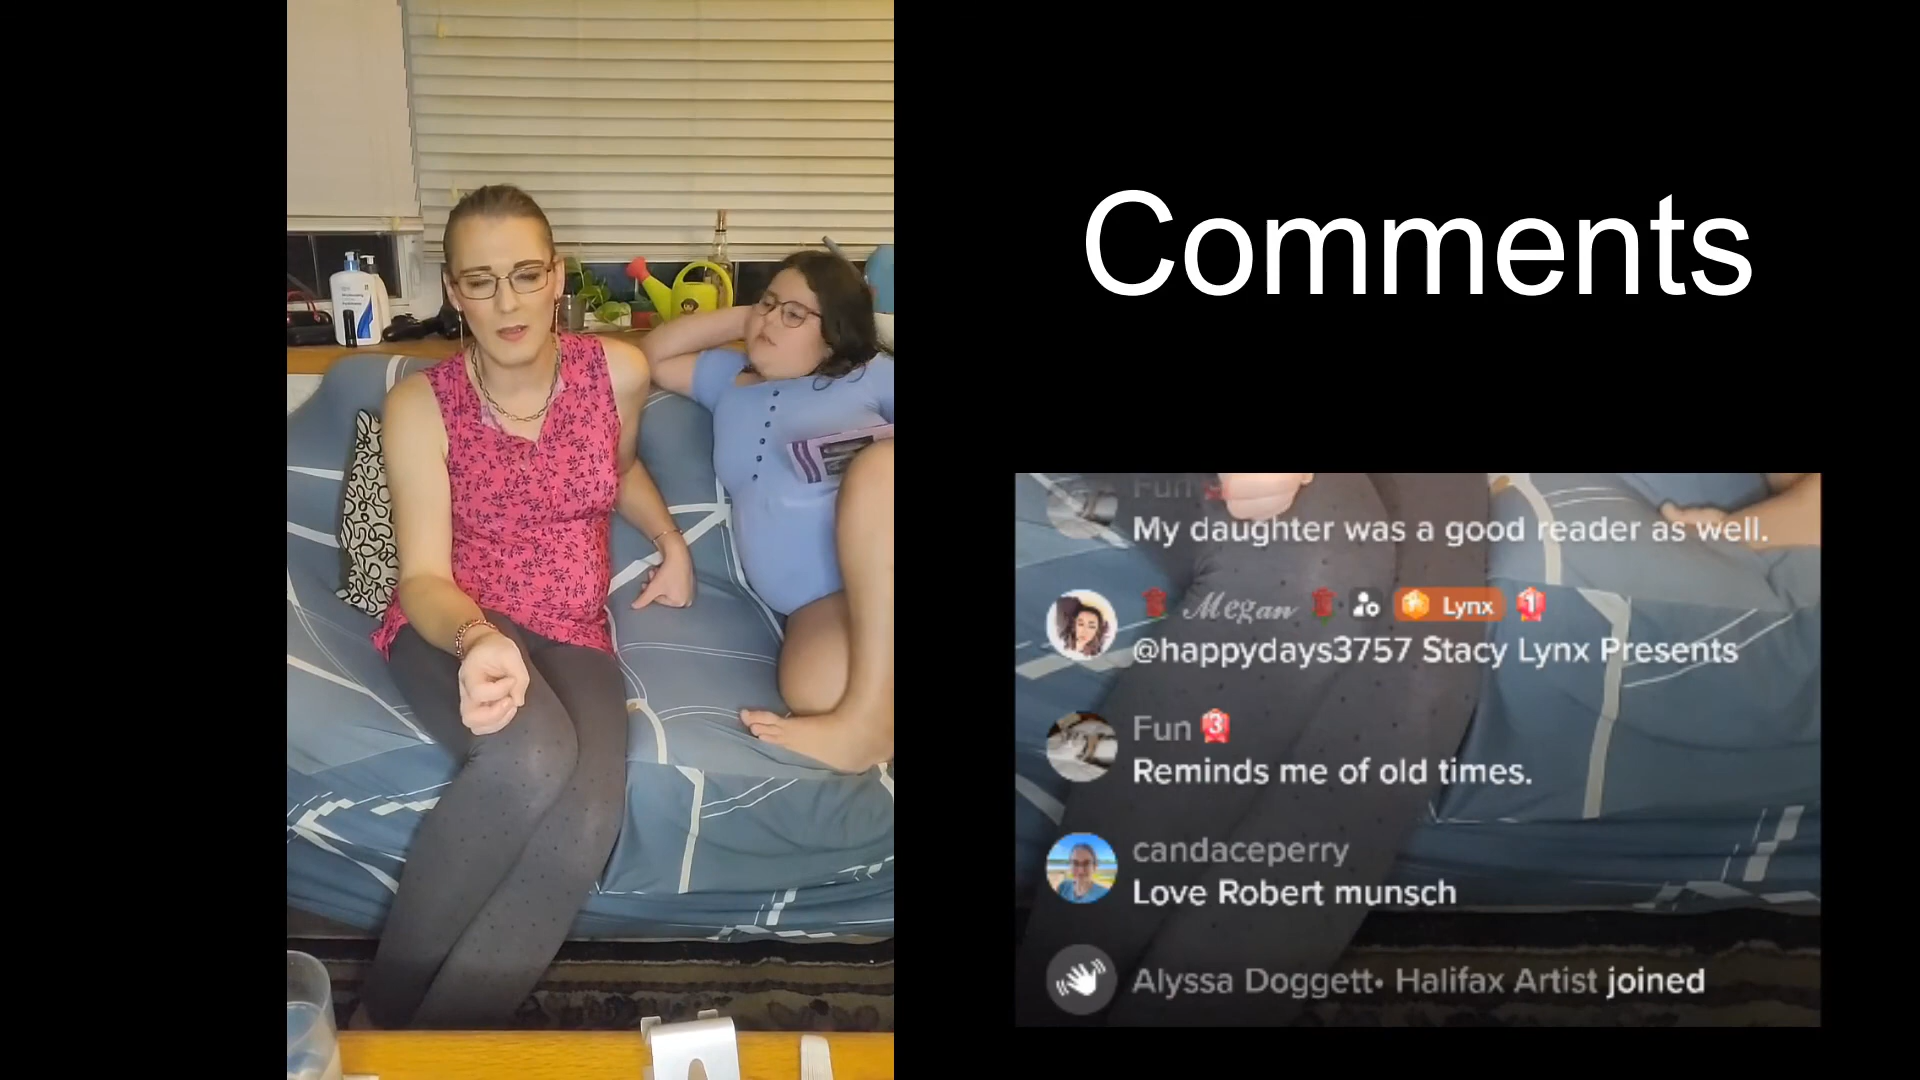 Comments
Fun 
My daughter was a good reader as well.
Megan Lynx 1
@happydays3757 Stacy Lynx Presents
Fun 3
Reminds me of old times.
candaceperry
Love Robert munsch
Alyssa Doggett• Halifax Artist joined